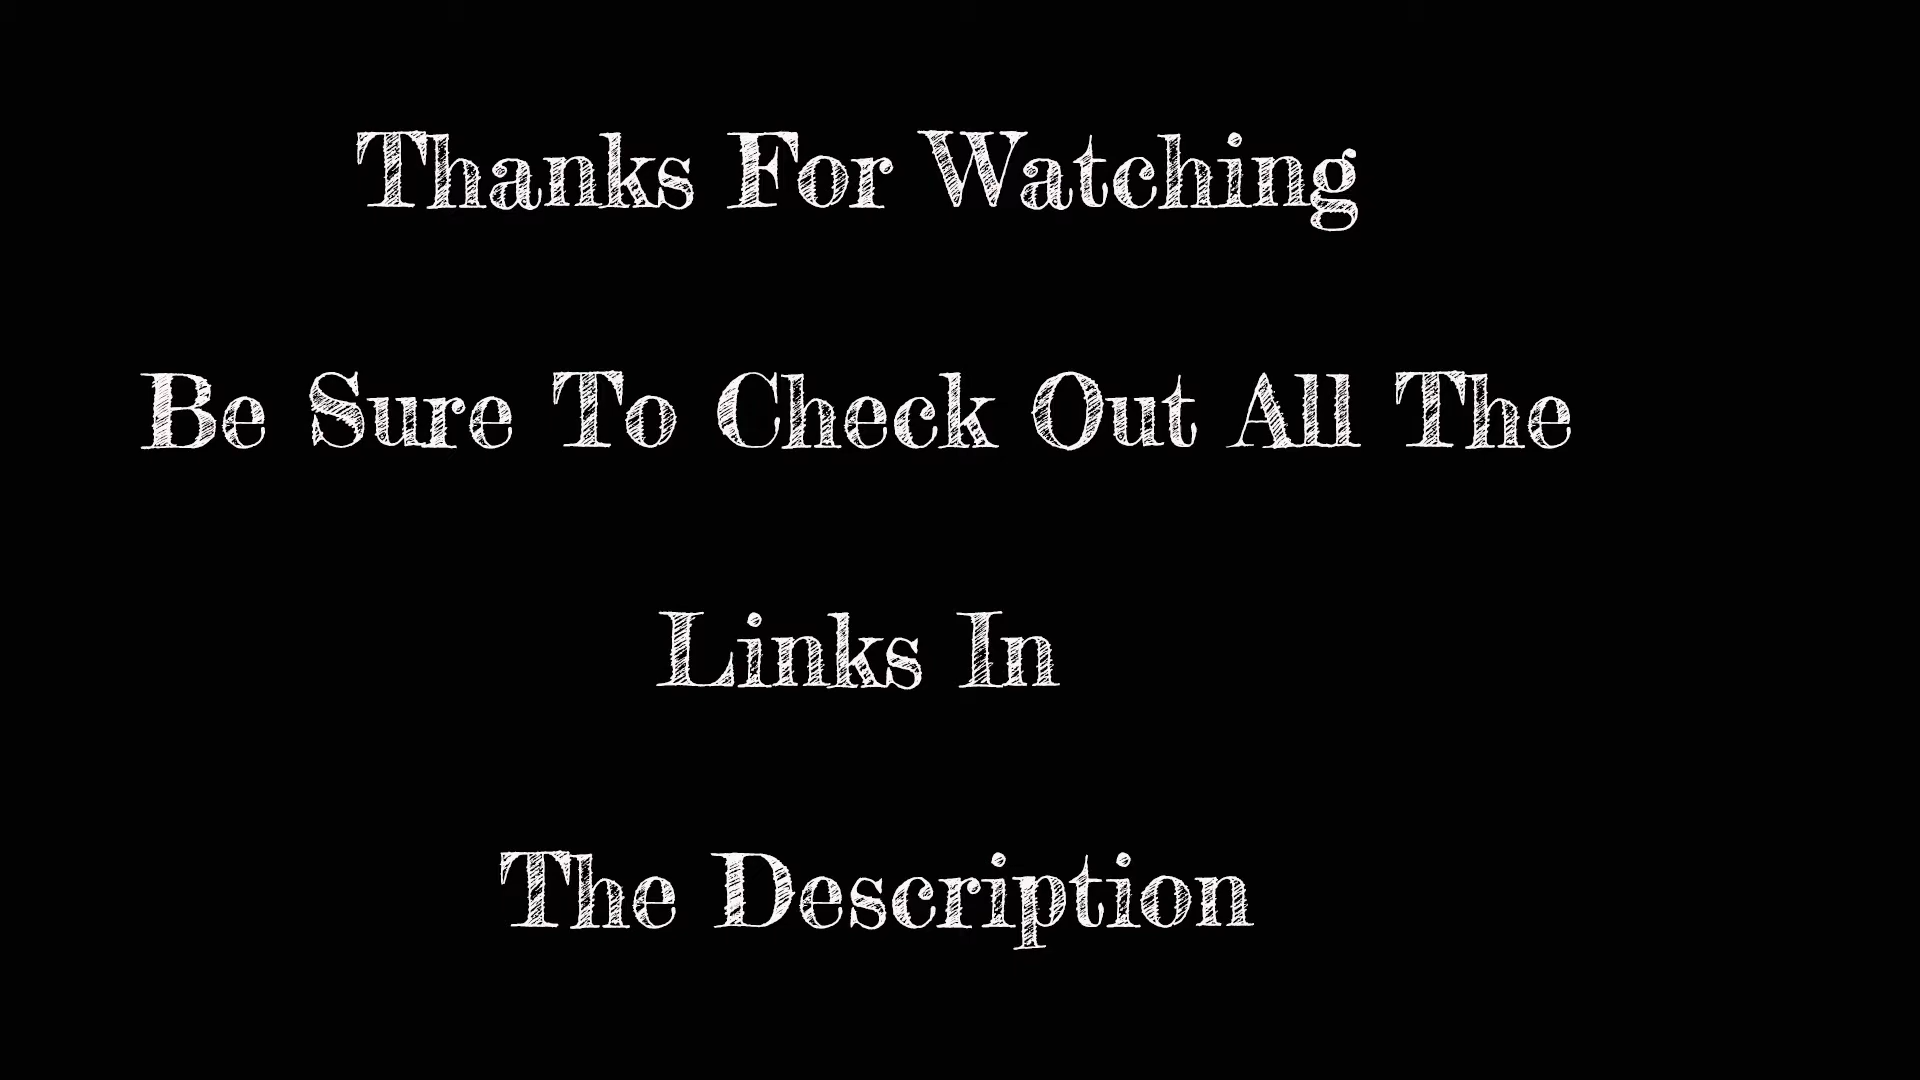 Thanks For Watching
Be Sure To Check Out All The
Links In
The Description